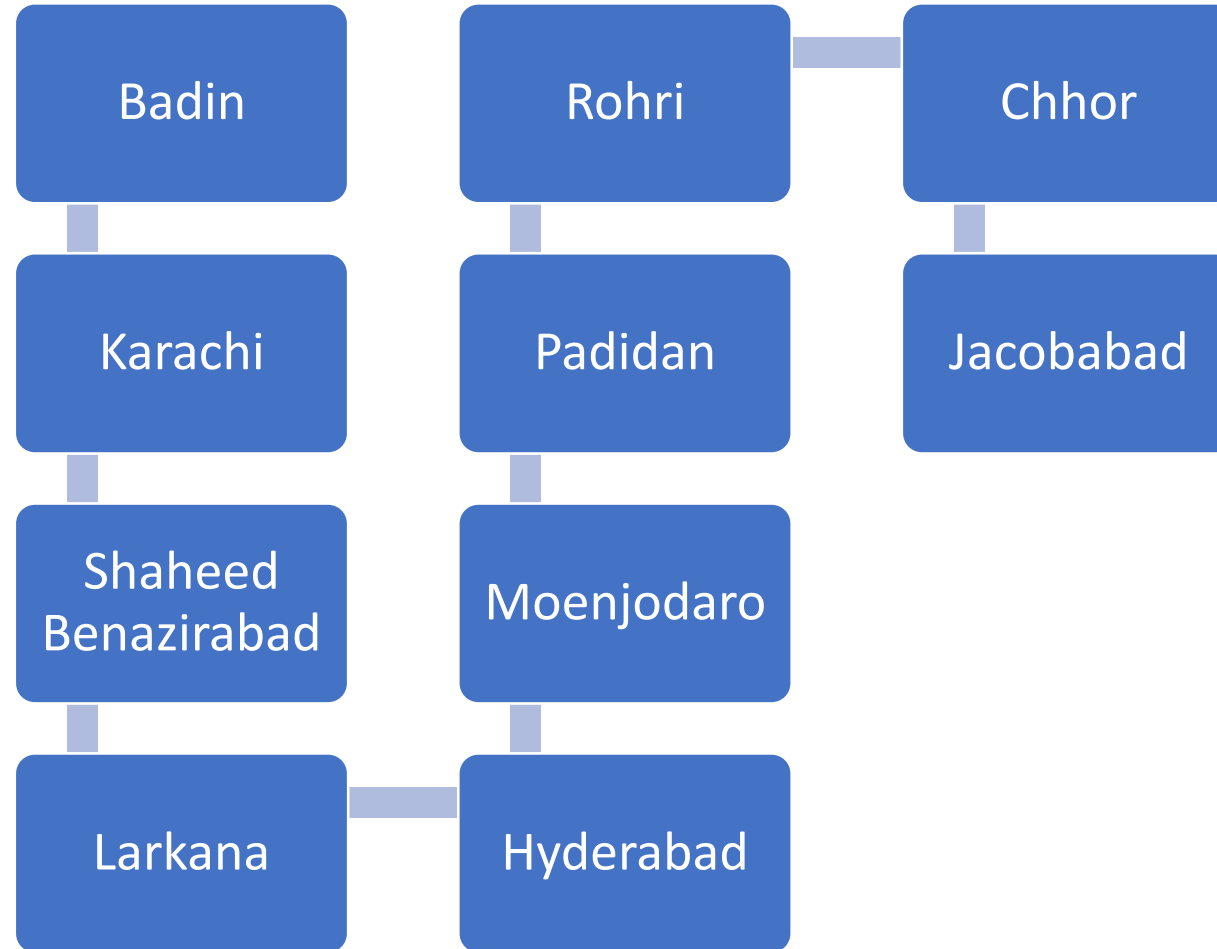 Badin
Karachi
Shaheed
Benazirabad
Larkana
Hyderabad
Moenjodaro
Padidan
Rohri
Chhor
Jacobabad